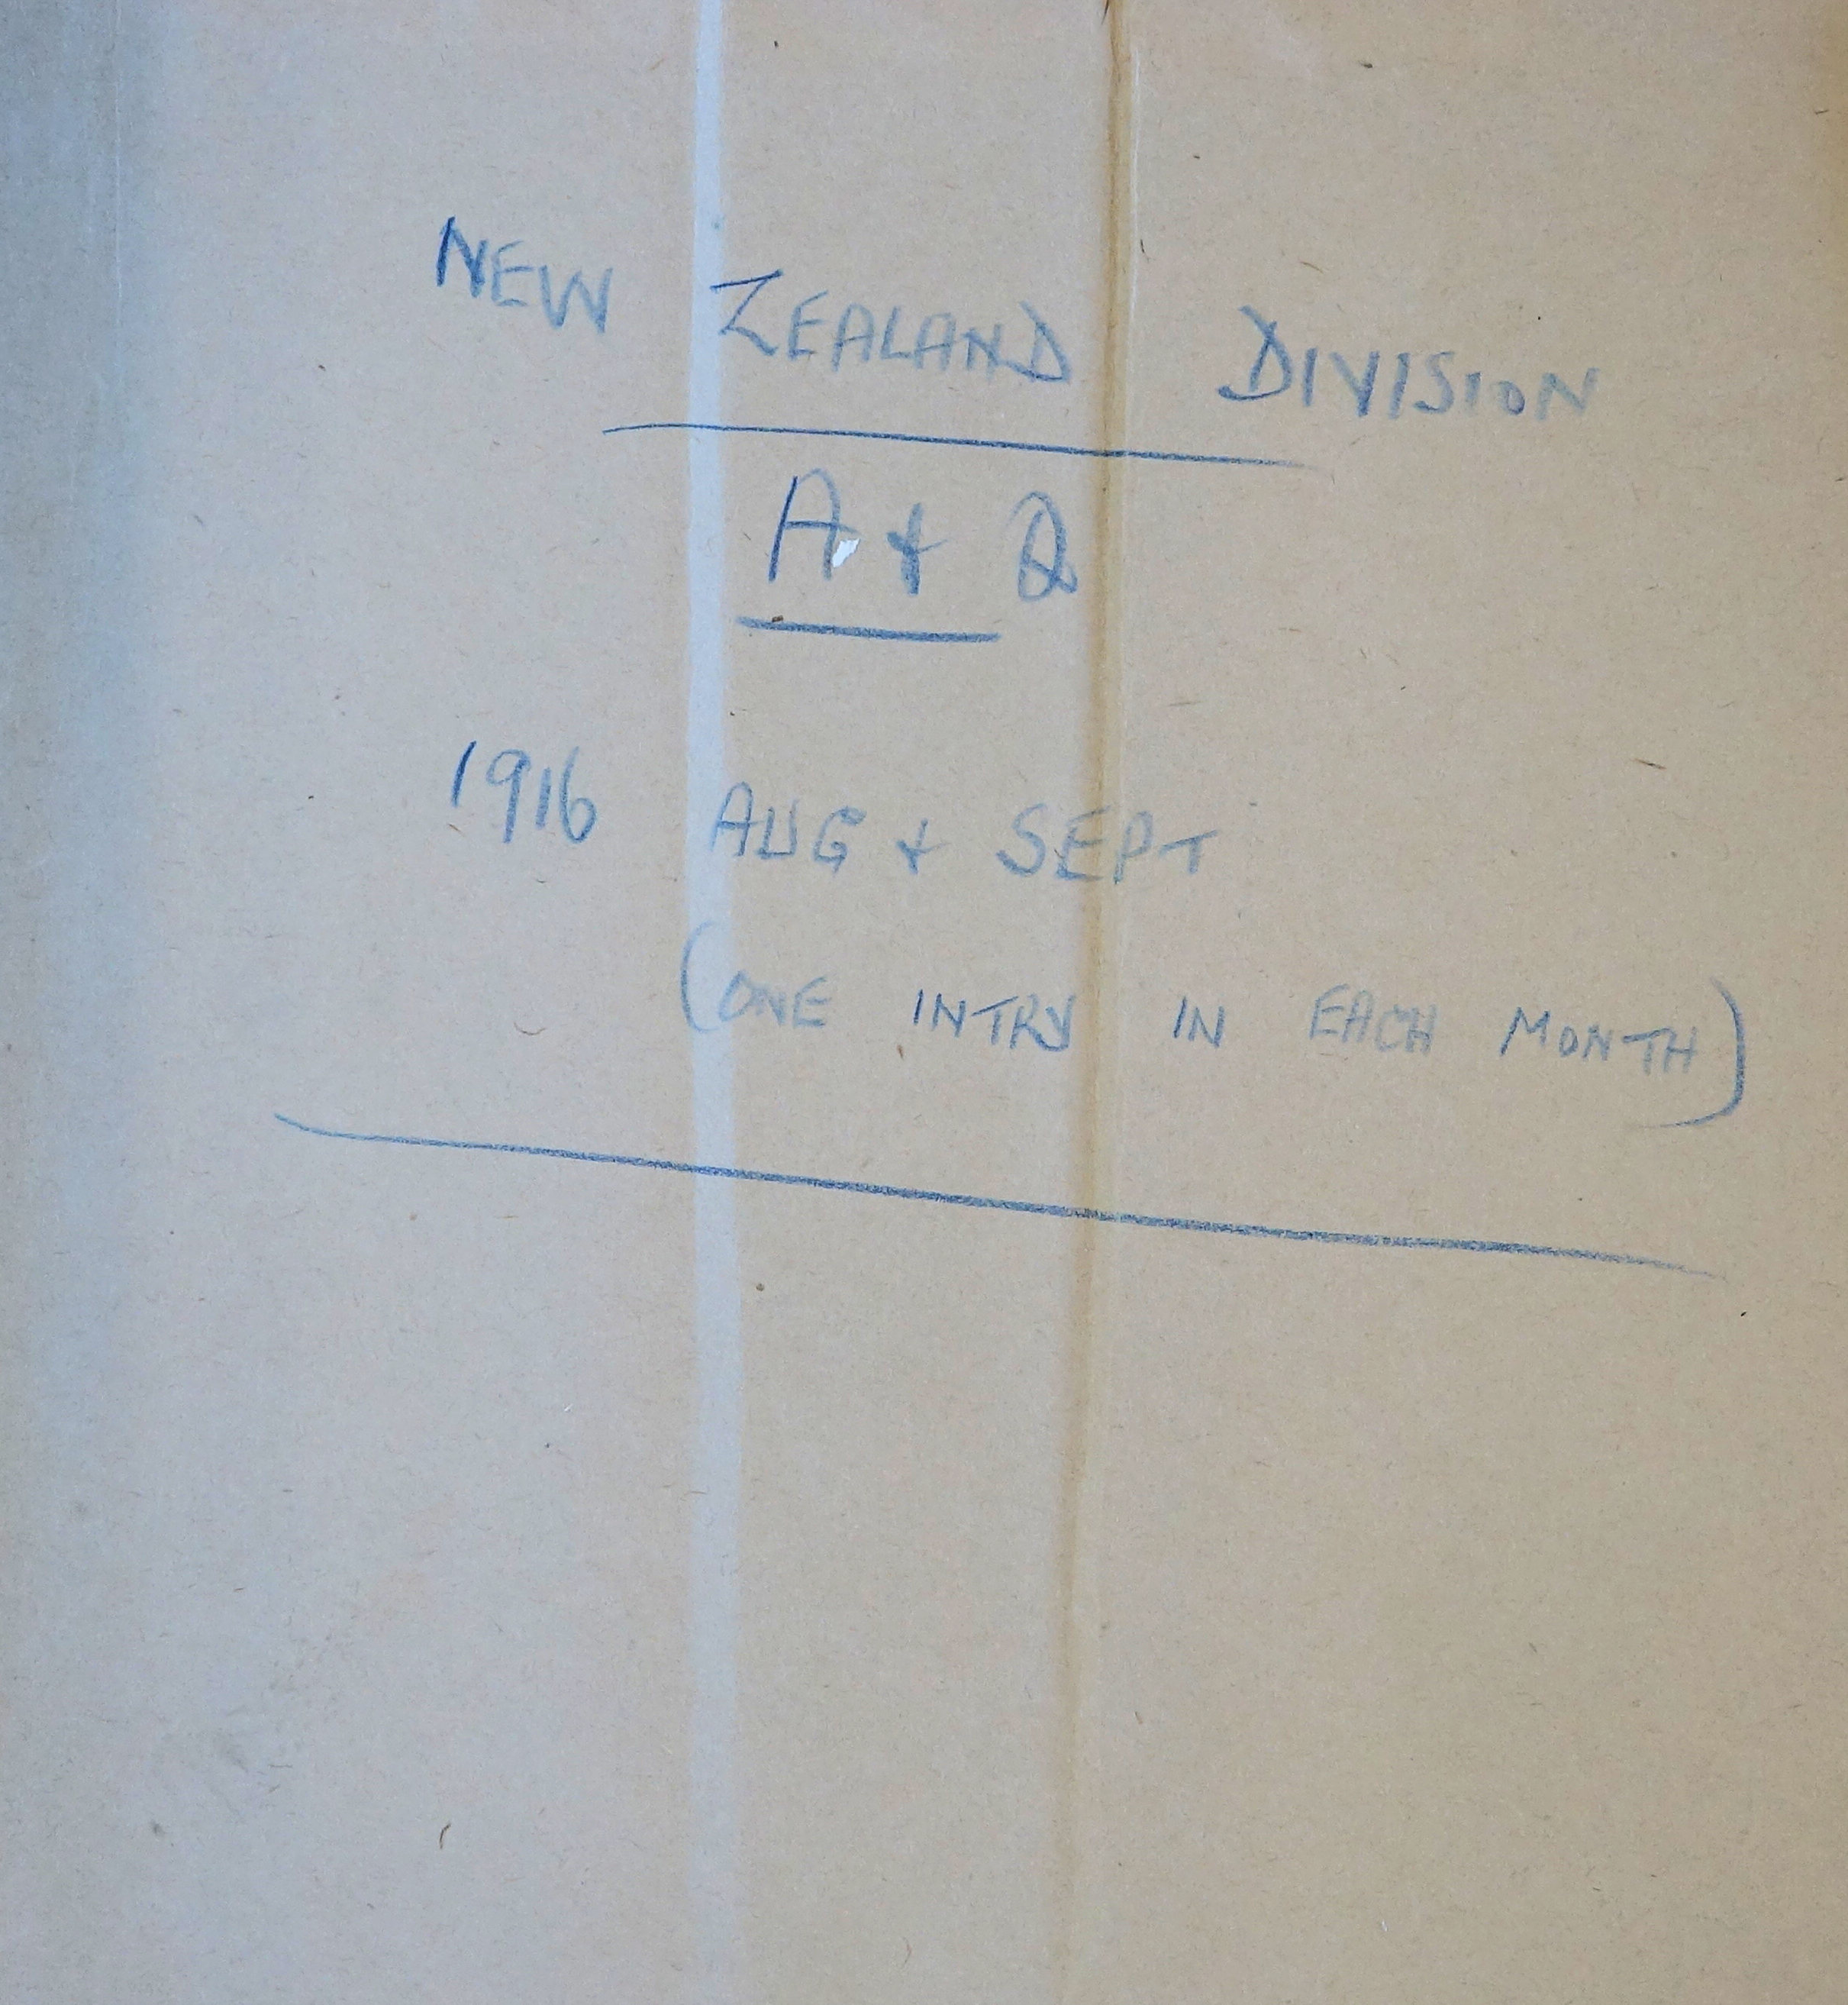 NEW ZEALAND DIVISION
A & Q
1916 AUG & SEPT
(ONE INTRY IN EACH MONTH)